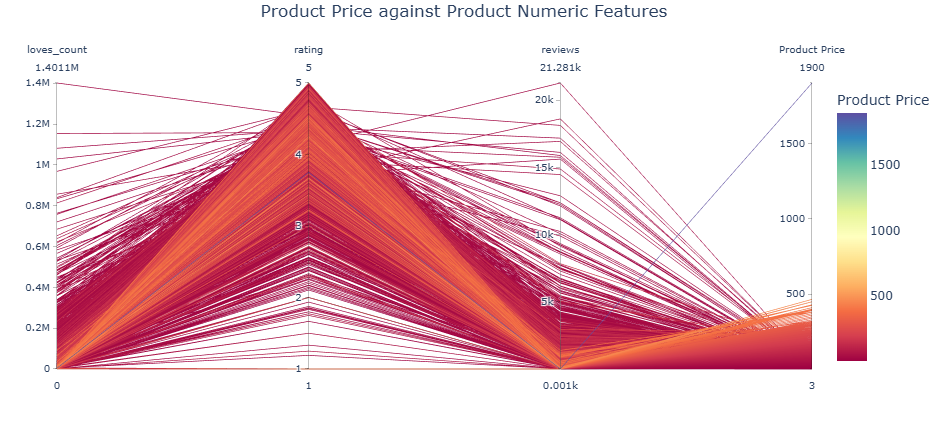 Product Price against Product Numeric Features
loves_count rating reviews Product Price
1.4011M 5 21.281k 1900
1.4M
1.2M
1M
0.8M
0.6M
0.4M
0.2M
0
0
5
4
3
2
1
1
20k
15k
10k
5k
0.001k
1500
1000
500
3
Product Price
1500
1000
500